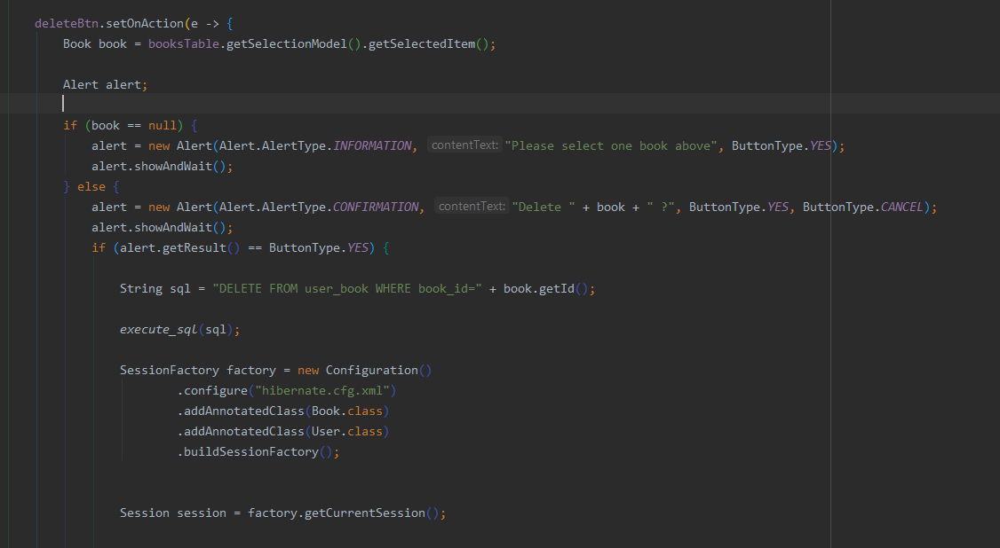 deleteBtn.setOnAction(e -> {
Book book = booksTable.getSelectionModel().getSelectedItem();
Alert alert;
if (book == null) {
alert = new Alert(Alert.AlertType.INFORMATION, contentText: "Please select one book above", ButtonType.YES);
alert.showAndWait();
} else {
alert = new Alert(Alert.AlertType.CONFIRMATION, contentText: "Delete " + book + " ?", ButtonType.YES, ButtonType.CANCEL);
alert.showAndWait();
if (alert.getResult() == ButtonType.YES) {
String sql = "DELETE FROM user_book WHERE book_id=" + book.getId();
execute_sql(sql);
SessionFactory factory = new Configuration()
.configure("hibernate.cfg.xml")
.addAnnotatedClass(Book.class)
.addAnnotatedClass(User.class)
.buildSessionFactory();
Session session = factory.getCurrentSession();